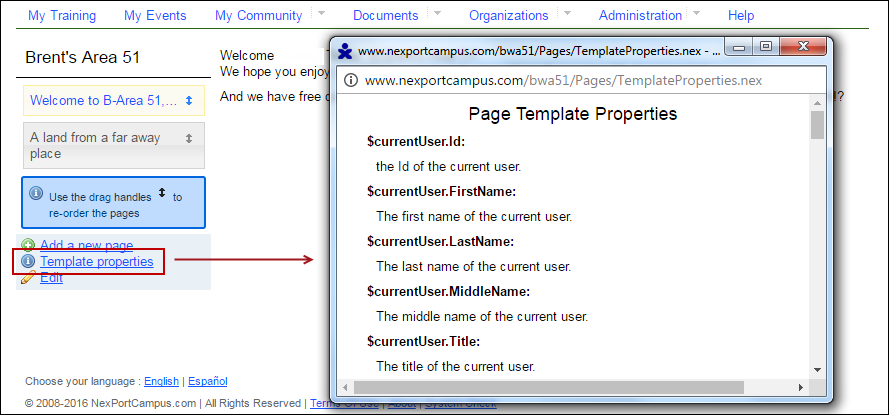 My Training My Events My Community Documents Organizations Administration Help
Brent's Area 51
Welcome to B-Area 51,...
A land from a far away
place
Use the drag handles to
re-order the pages
Add a new page
Template properties
Edit
Welcome
We hope you enjoy
And we have free !?
www.nexportcampus.com/bwa51/Pages/TemplateProperties.nex - ...
www.nexportcampus.com/bwa51/Pages/TemplateProperties.nex
Page Template Properties
$currentUser.Id:
the Id of the current user.
$currentUser.FirstName:
The first name of the current user.
$currentUser.LastName:
The last name of the current user.
$currentUser.MiddleName:
The middle name of the current user.
$currentUser.Title:
The title of the current user.
Choose your language : English | Español
© 2008-2016 NexPortCampus.com | All Rights Reserved | Terms Of Use | About | System Check